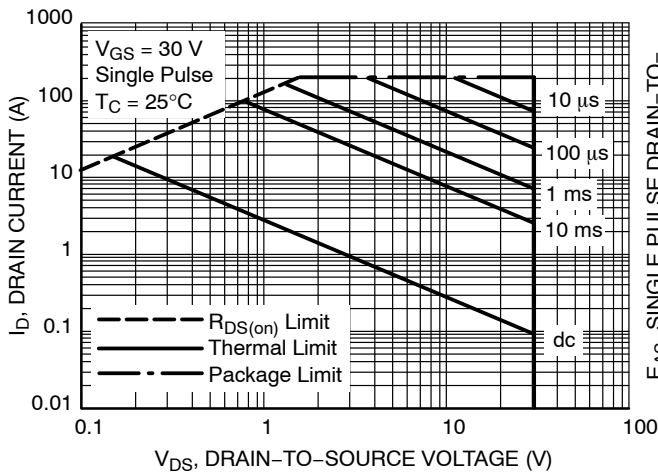 1000
100
10
1
0.1
0.01
I_D, DRAIN CURRENT (A)
V_GS = 30 V
Single Pulse
T_C = 25°C
10 μs
100 μs
1 ms
10 ms
dc
R_DS(on) Limit
Thermal Limit
Package Limit
0.1
1
10
100
V_DS, DRAIN−TO−SOURCE VOLTAGE (V)
SINGLE PULSE DRAIN−TO−